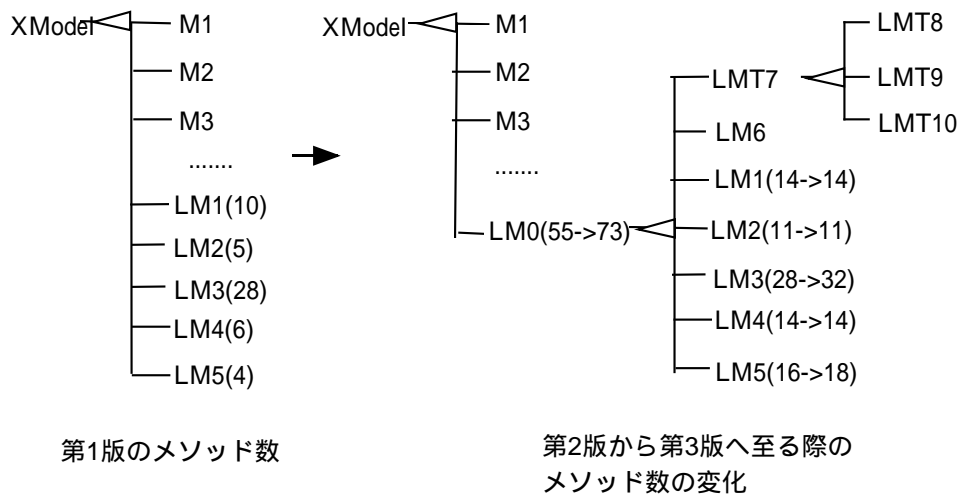 XModel
M1
M2
M3
.......
LM1(10)
LM2(5)
LM3(28)
LM4(6)
LM5(4)
第1版のメソッド数
XModel
M1
M2
M3
.......
LM0(55->73)
LMT7
LM6
LM1(14->14)
LM2(11->11)
LM3(28->32)
LM4(14->14)
LM5(16->18)
LMT8
LMT9
LMT10
第2版から第3版へ至る際の
メソッド数の変化